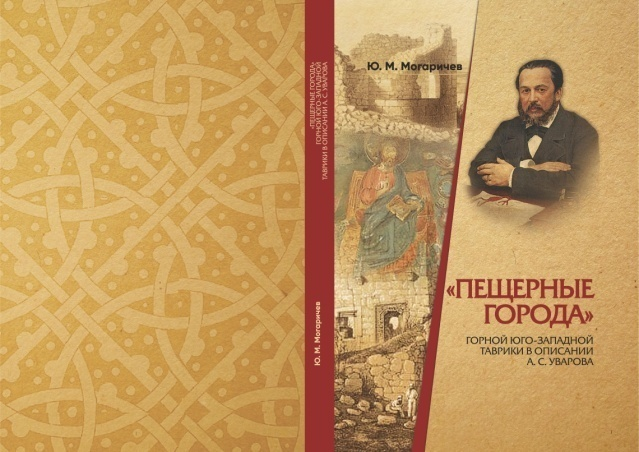 «ПЕЩЕРНЫЕ ГОРОДА»
ГОРНОЙ ЮГО-ЗАПАДНОЙ
ТАВРИКИ В ОПИСАНИИ А. С. УВАРОВА
Ю. М. Могаричев
Ю. М. Могаричев
«ПЕЩЕРНЫЕ
ГОРОДА»
ГОРНОЙ ЮГО-ЗАПАДНОЙ
ТАВРИКИ В ОПИСАНИИ
А. С. УВАРОВА